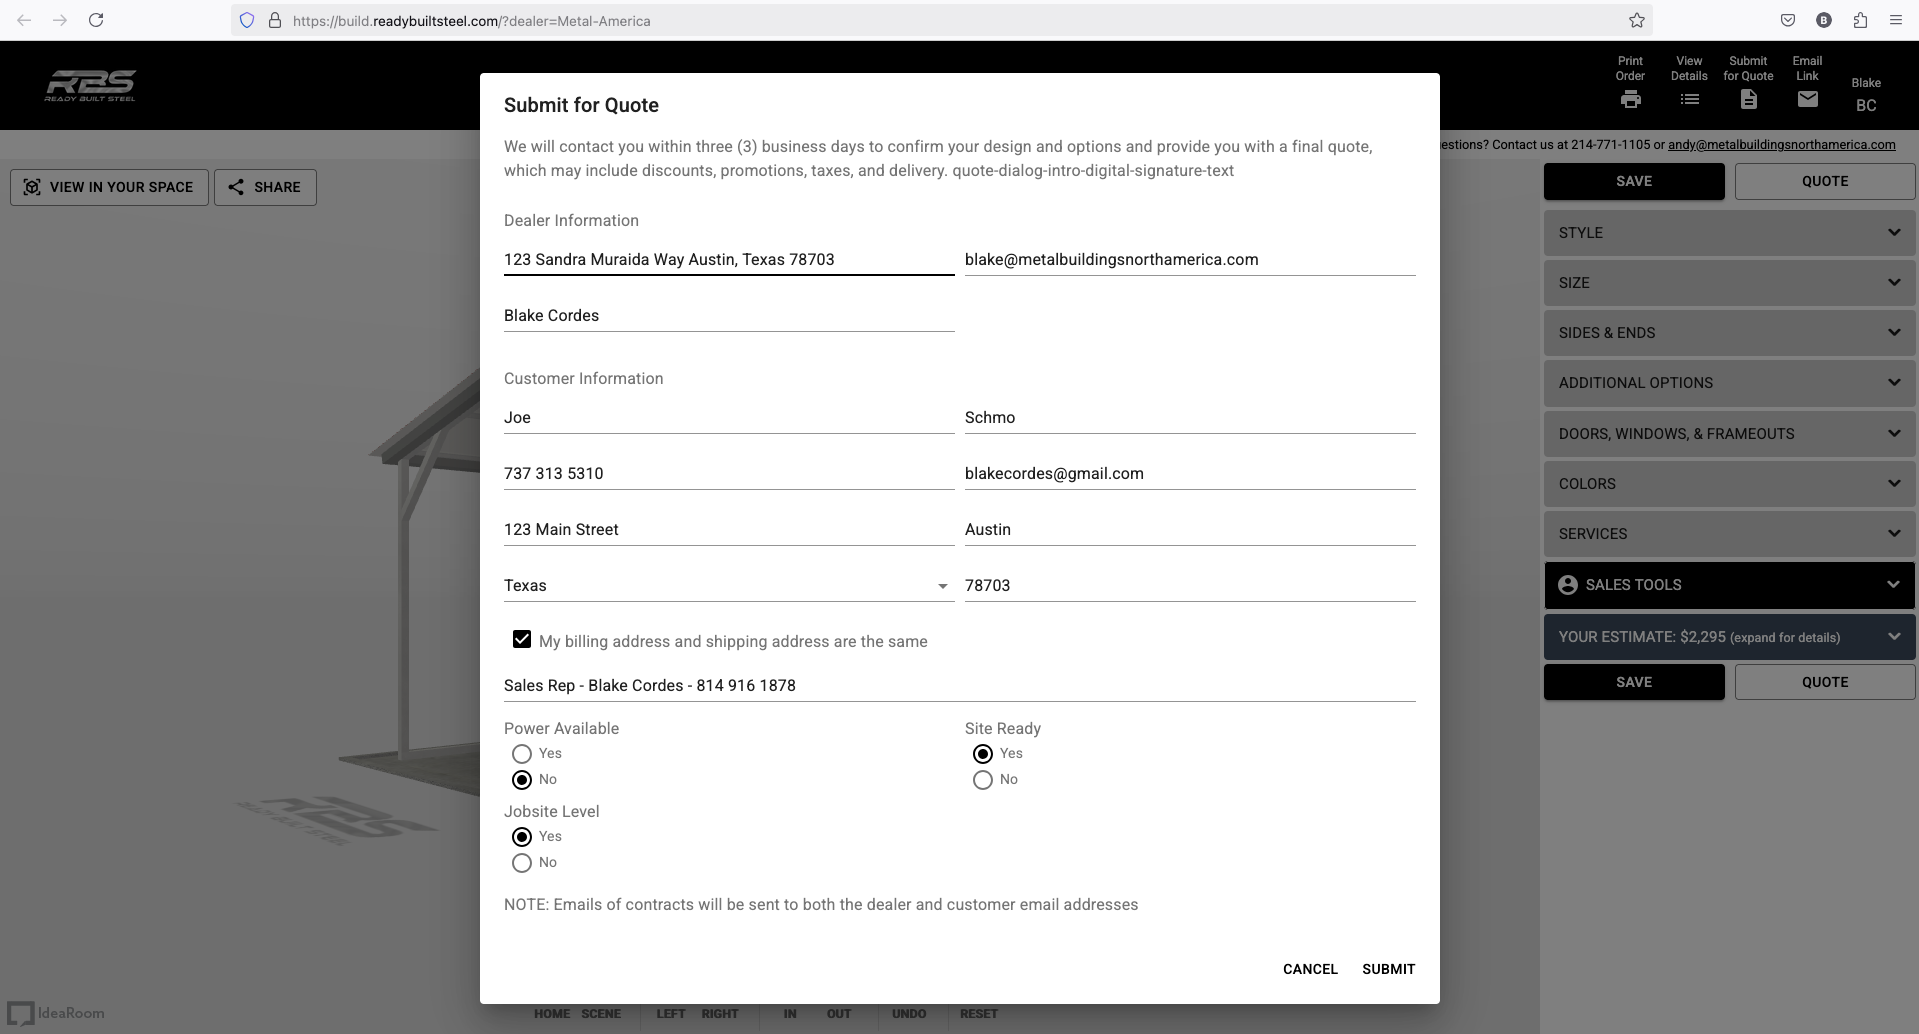 https://build.readybuiltsteel.com/?dealer=Metal-America
B
RBS
READY BUILT STEEL
Print Order
View Details
Submit for Quote
Email Link
Blake
BC
estions? Contact us at 214-771-1105 or andy@metalbuildingsnorthamerica.com
VIEW IN YOUR SPACE
SHARE
Submit for Quote
We will contact you within three (3) business days to confirm your design and options and provide you with a final quote,
which may include discounts, promotions, taxes, and delivery. quote-dialog-intro-digital-signature-text
Dealer Information
123 Sandra Muraida Way Austin, Texas 78703
blake@metalbuildingsnorthamerica.com
Blake Cordes
Customer Information
Joe
Schmo
737 313 5310
blakecordes@gmail.com
123 Main Street
Austin
Texas
78703
My billing address and shipping address are the same
Sales Rep - Blake Cordes - 814 916 1878
Power Available
Yes
No
Site Ready
Yes
No
Jobsite Level
Yes
No
NOTE: Emails of contracts will be sent to both the dealer and customer email addresses
CANCEL
SUBMIT
SAVE
QUOTE
STYLE
SIZE
SIDES & ENDS
ADDITIONAL OPTIONS
DOORS, WINDOWS, & FRAMEOUTS
COLORS
SERVICES
SALES TOOLS
YOUR ESTIMATE: $2,295 (expand for details)
SAVE
QUOTE
RBS
READY BUILT STEEL
IdeaRoom
HOME
SCENE
LEFT
RIGHT
IN
OUT
UNDO
RESET